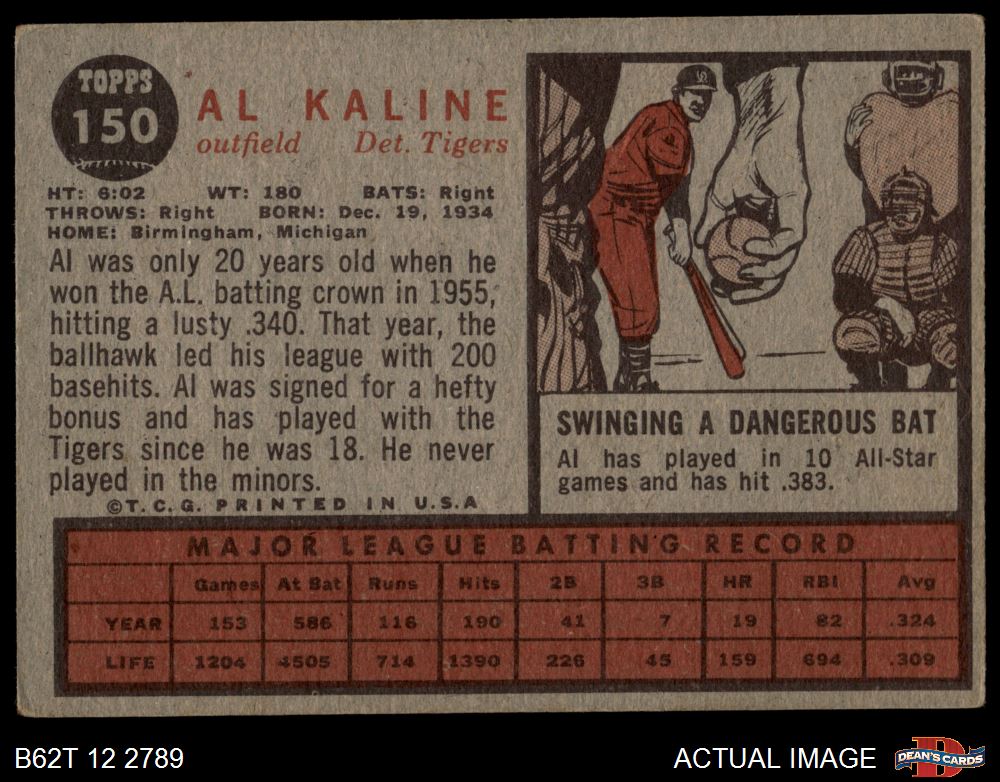 TOPPS
150
AL KALINE
outfield Det. Tigers
HT: 6:02 WT: 180 BATS: Right
THROWS: Right BORN: Dec. 19, 1934
HOME: Birmingham, Michigan
Al was only 20 years old when he
won the A.L. batting crown in 1955,
hitting a lusty .340. That year, the
ballhawk led his league with 200
basehits. Al was signed for a hefty
bonus and has played with the
Tigers since he was 18. He never
played in the minors.
©T.C.G. PRINTED IN U.S.A
SWINGING A DANGEROUS BAT
Al has played in 10 All-Star
games and has hit .383.
MAJOR LEAGUE BATTING RECORD
Games At Bat Runs Hits 2B 3B HR RBI Avg
YEAR 153 586 116 190 41 7 19 82 .324
LIFE 1204 4505 714 1390 226 45 159 694 .309
B62T 12 2789
ACTUAL IMAGE
D
DEAN'S CARDS